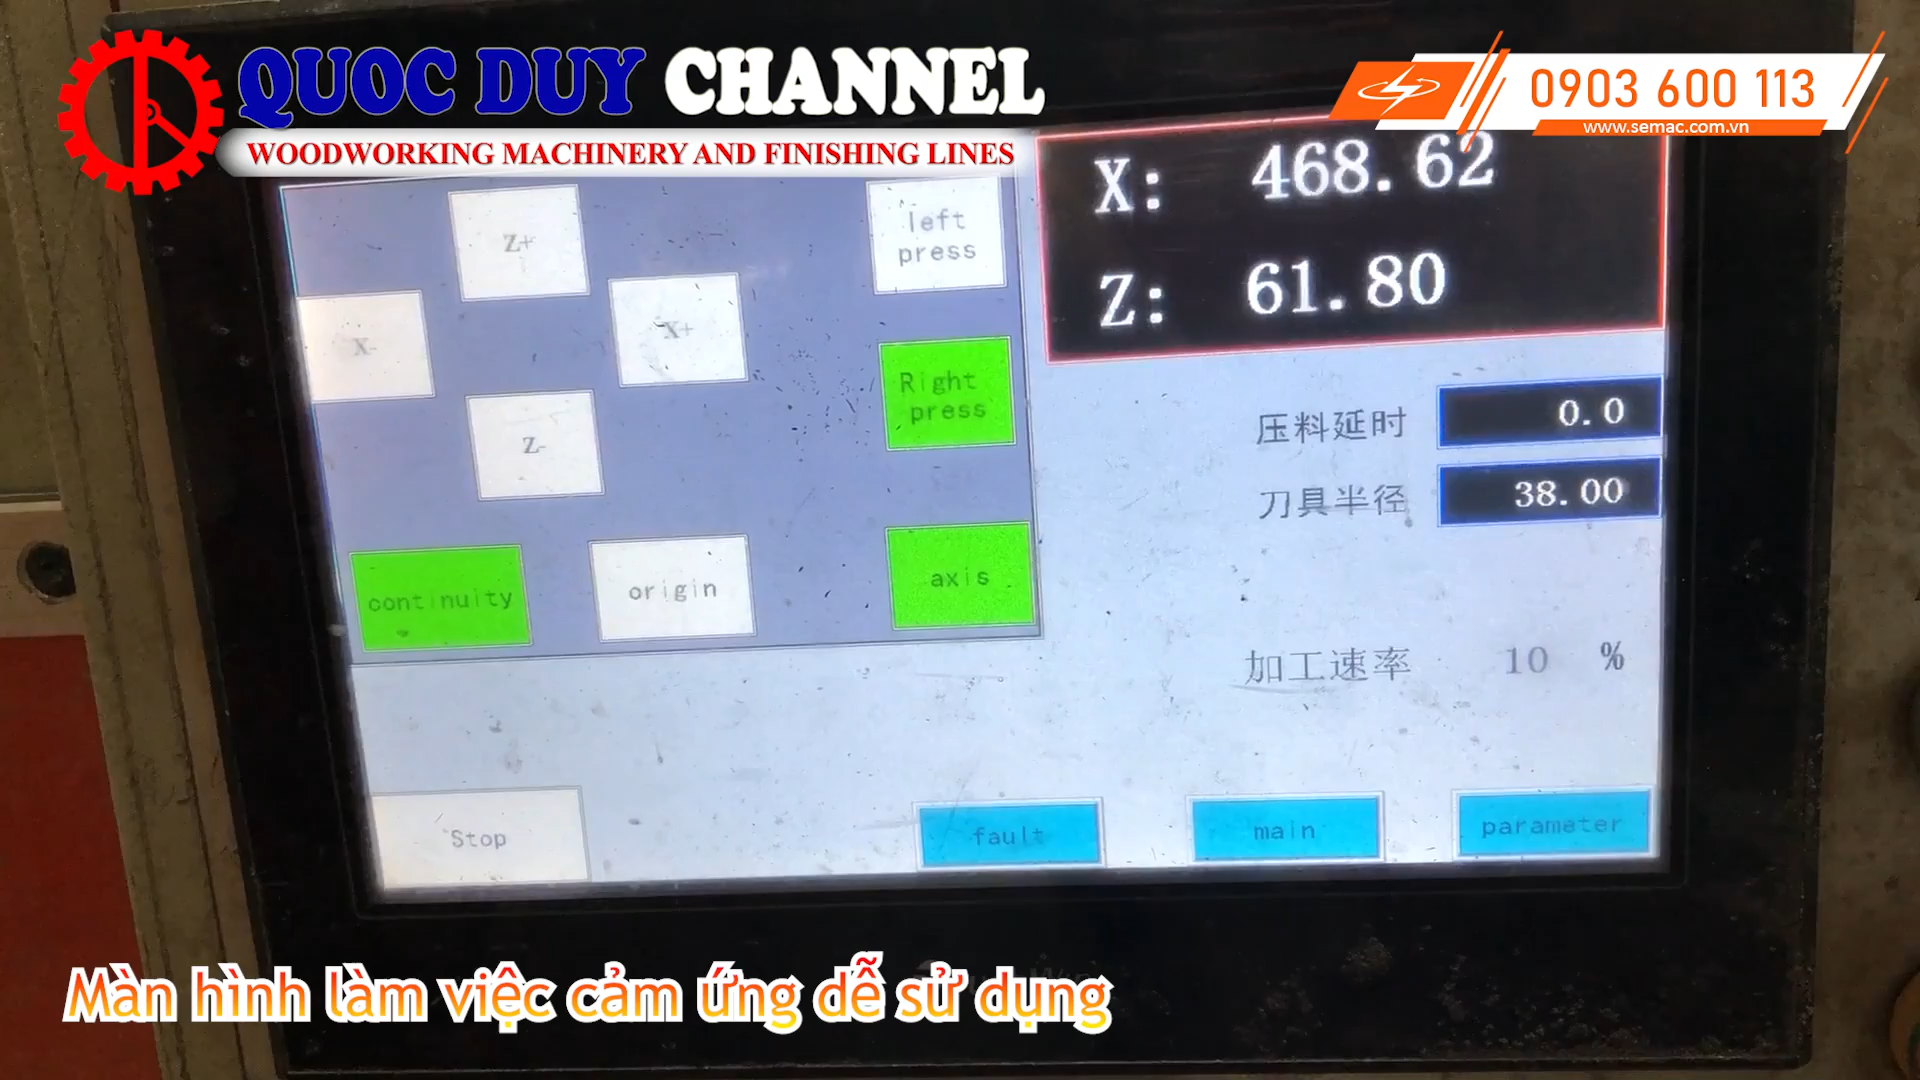 QUOC DUY CHANNEL
WOODWORKING MACHINERY AND FINISHING LINES
0903 600 113
www.semac.com.vn
X: 468.62
Z: 61.80
Z+
X-
X+
Z-
left
press
Right
press
continuity
origin
axis
压料延时 0.0
刀具半径 38.00
加工速率 10 %
Stop
fault
main
parameter
Màn hình làm việc cảm ứng dễ sử dụng